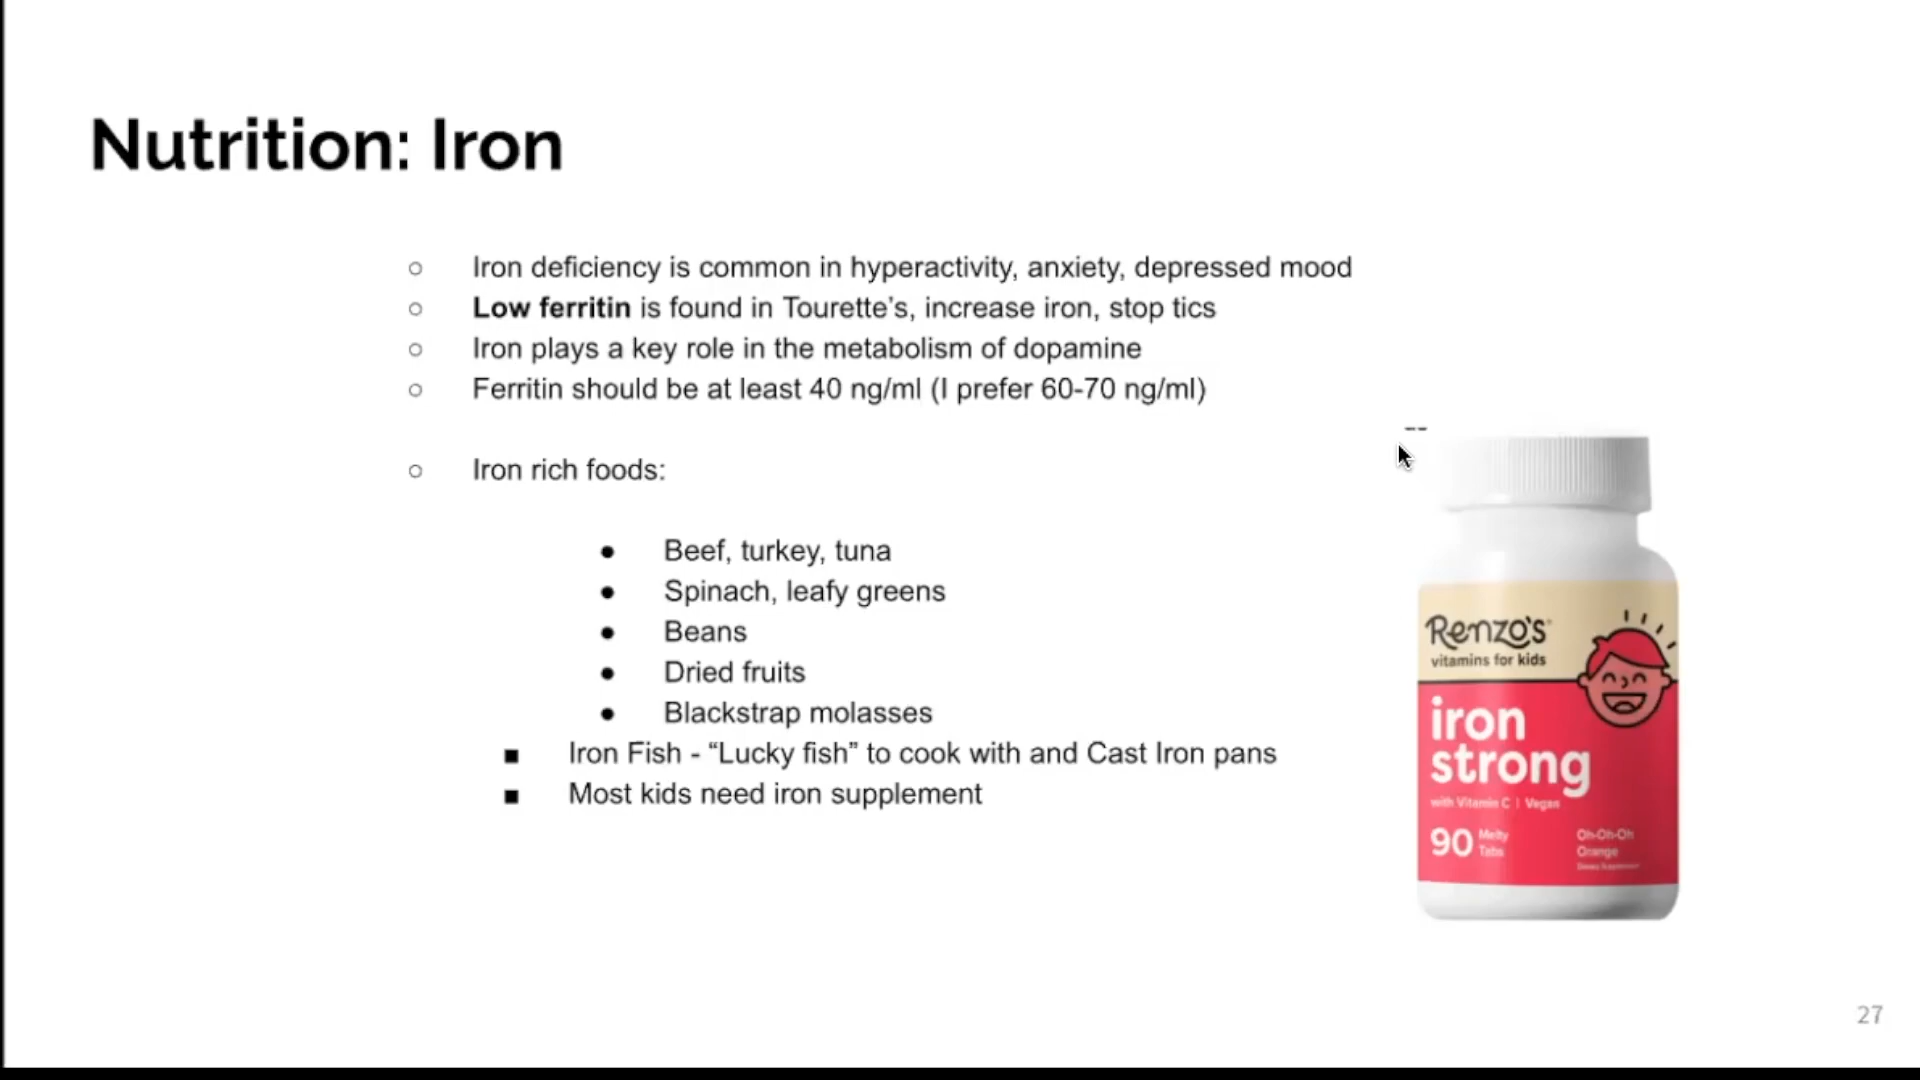 Nutrition: Iron
Iron deficiency is common in hyperactivity, anxiety, depressed mood
Low ferritin is found in Tourette's, increase iron, stop tics
Iron plays a key role in the metabolism of dopamine
Ferritin should be at least 40 ng/ml (I prefer 60-70 ng/ml)
Iron rich foods:
Beef, turkey, tuna
Spinach, leafy greens
Beans
Dried fruits
Blackstrap molasses
Iron Fish - “Lucky fish” to cook with and Cast Iron pans
Most kids need iron supplement
Renzo's
vitamins for kids
iron
strong
with Vitamin C | Vegan
90 Melty Tabs
Oh-Oh-Oh
Orange
Dietary Supplement
27